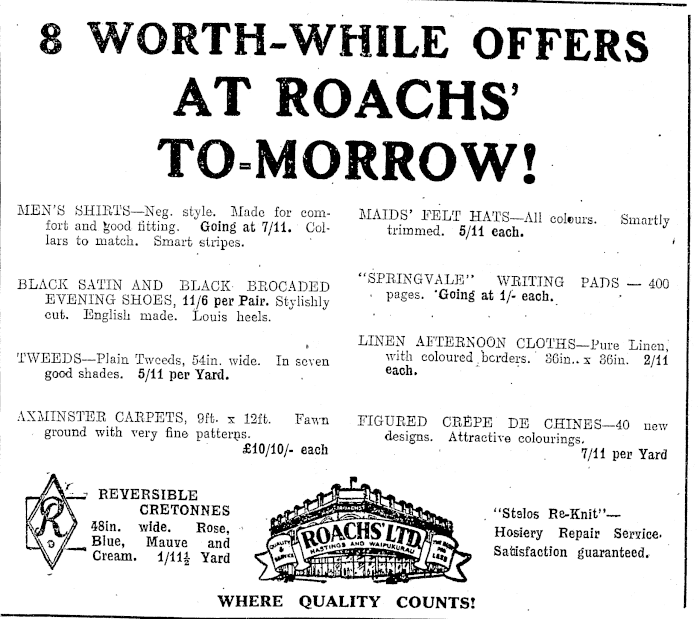 8 WORTH-WHILE OFFERS
AT ROACHS'
TO-MORROW!
MEN'S SHIRTS—Neg. style. Made for com-
fort and good fitting. Going at 7/11. Col-
lars to match. Smart stripes.
BLACK SATIN AND BLACK BROCADED
EVENING SHOES, 11/6 per Pair. Stylishly
cut. English made. Louis heels.
TWEEDS—Plain Tweeds, 54in. wide. In seven
good shades. 5/11 per Yard.
AXMINSTER CARPETS, 9ft. x 12ft. Fawn
ground with very fine patterns.
£10/10/- each
MAIDS' FELT HATS—All colours. Smartly
trimmed. 5/11 each.
"SPRINGVALE" WRITING PADS — 400
pages. Going at 1/- each.
LINEN AFTERNOON CLOTHS—Pure Linen,
with coloured borders. 36in. x 36in. 2/11
each.
FIGURED CREPE DE CHINES—40 new
designs. Attractive colourings.
7/11 per Yard
R
REVERSIBLE
CRETONNES
48in. wide. Rose,
Blue, Mauve and
Cream. 1/11½ Yard
ROACHS' LTD.
HASTINGS AND WAIPUKURAU
QUALITY
&
SERVICE
THE BEST
FOR
LESS
"Stelos Re-Knit"—
Hosiery Repair Service.
Satisfaction guaranteed.
WHERE QUALITY COUNTS!